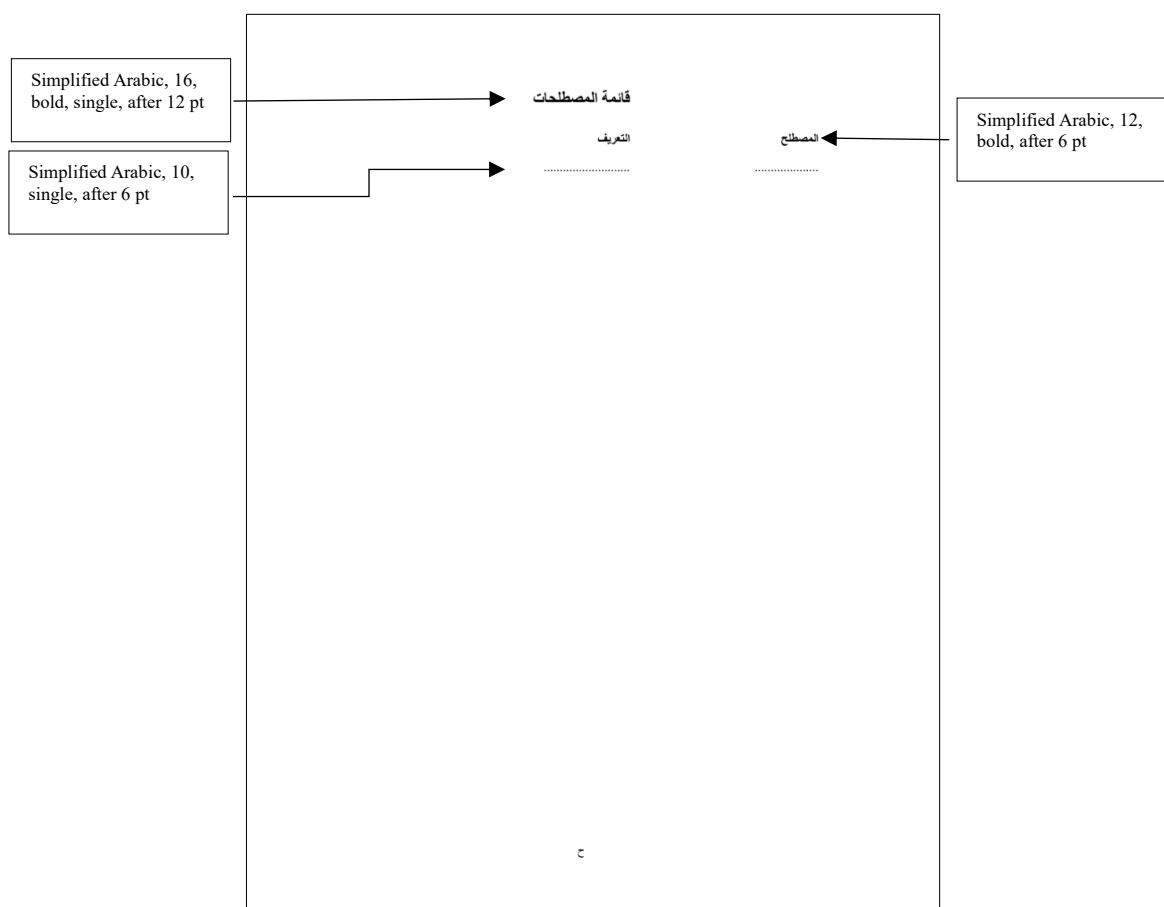 Simplified Arabic, 16,
bold, single, after 12 pt
قائمة المصطلحات
Simplified Arabic, 12,
bold, after 6 pt
المصطلح
التعريف
Simplified Arabic, 10,
single, after 6 pt
....................
...........................
ح